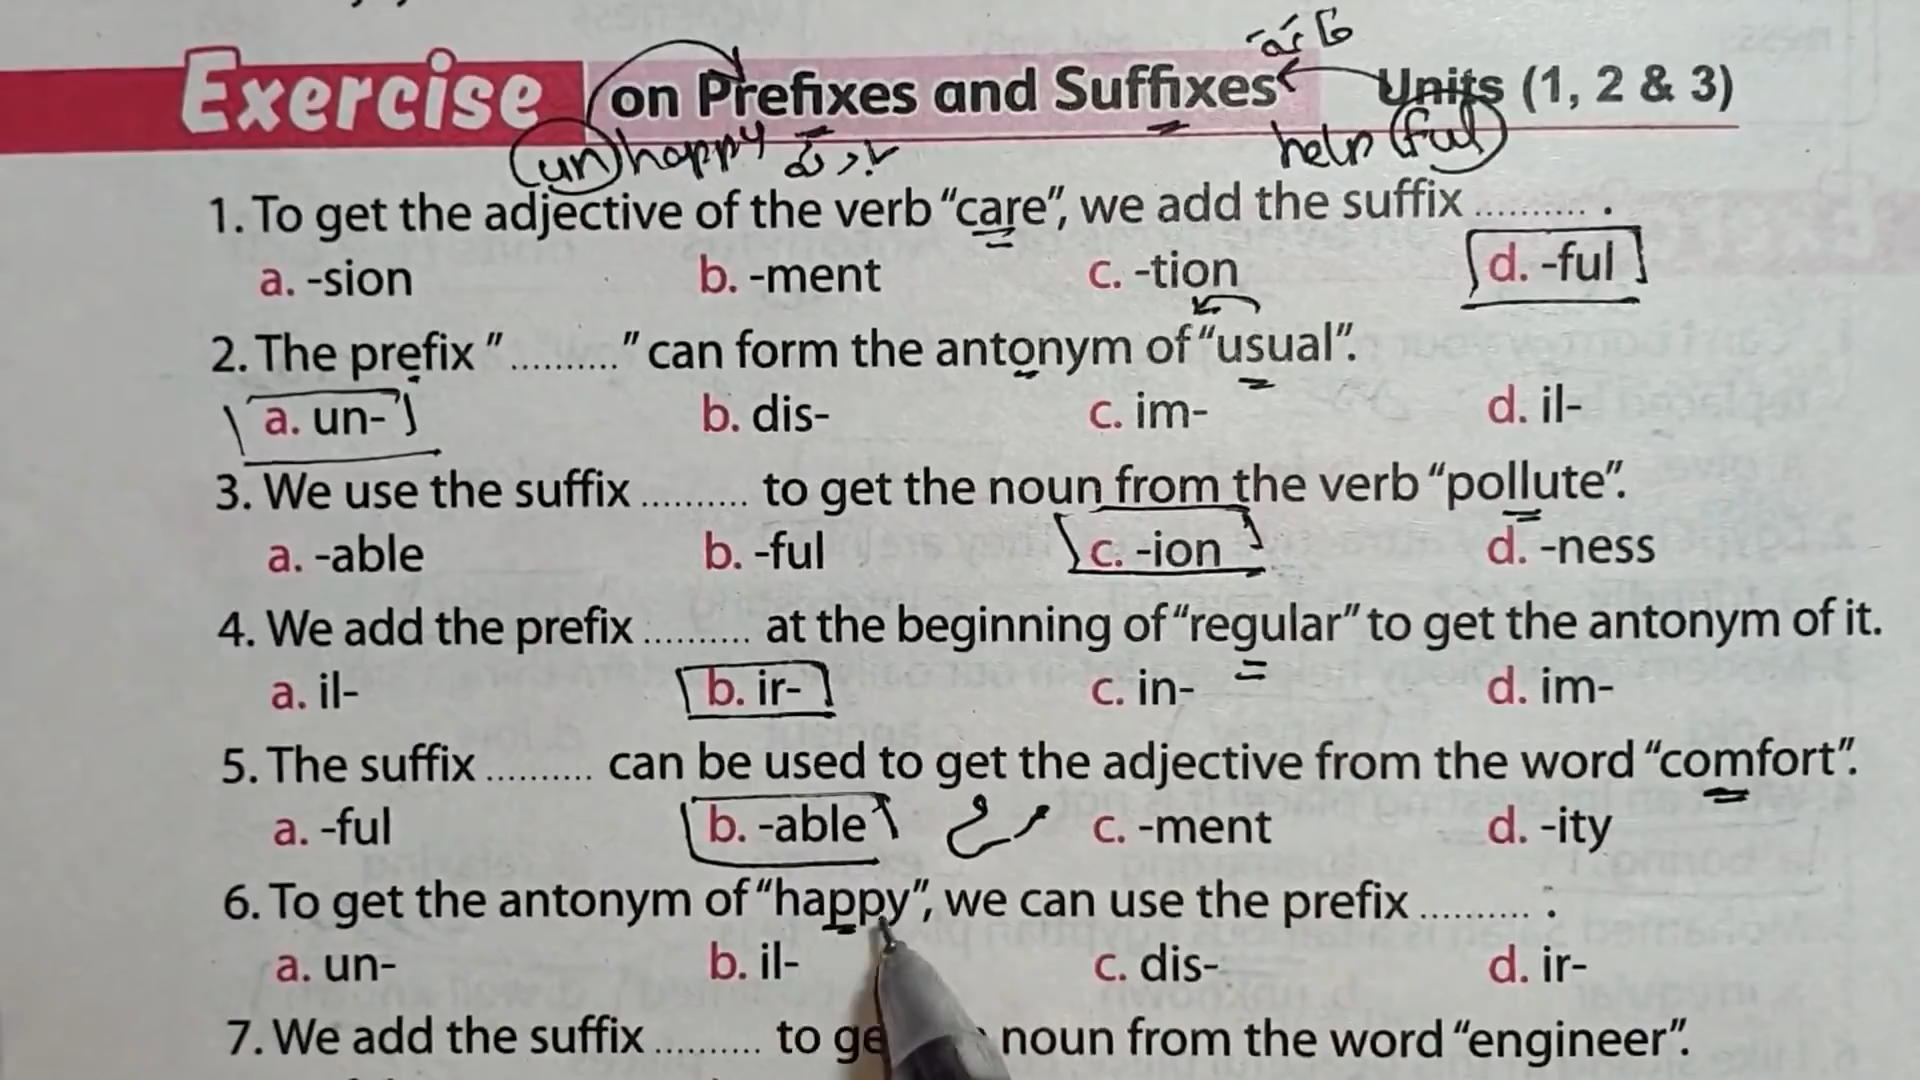 Exercise on Prefixes and Suffixes Units (1, 2 & 3)
(un)happy
help (ful)
1. To get the adjective of the verb “care”, we add the suffix .......... .
a. -sion b. -ment c. -tion d. -ful
2. The prefix ” .......... ” can form the antonym of “usual”.
a. un- b. dis- c. im- d. il-
3. We use the suffix .......... to get the noun from the verb “pollute”.
a. -able b. -ful c. -ion d. -ness
4. We add the prefix .......... at the beginning of “regular” to get the antonym of it.
a. il- b. ir- c. in- d. im-
5. The suffix .......... can be used to get the adjective from the word “comfort”.
a. -ful b. -able c. -ment d. -ity
6. To get the antonym of “happy”, we can use the prefix .......... .
a. un- b. il- c. dis- d. ir-
7. We add the suffix .......... to ge noun from the word “engineer”.